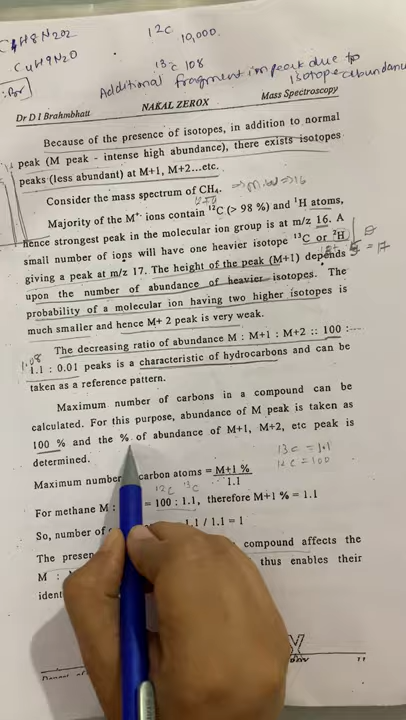 C4H8N2O2
12C 10,000.
C4H9N2O
13C 108
Additional fragment im peak due to
isotope abundance
:Br
Dr D I Brahmbhatt NAKAL ZEROX Mass Spectroscopy
Because of the presence of isotopes, in addition to normal
peak (M peak - intense high abundance), there exists isotopes
peaks (less abundant) at M+1, M+2...etc.
Consider the mass spectrum of CH₄.
Majority of the M⁺ ions contain ¹²C (> 98 %) and ¹H atoms,
hence strongest peak in the molecular ion group is at m/z 16. A
small number of ions will have one heavier isotope ¹³C or ²H
giving a peak at m/z 17. The height of the peak (M+1) depends
= 17
upon the number of abundance of heavier isotopes. The
probability of a molecular ion having two higher isotopes is
much smaller and hence M+ 2 peak is very weak.
The decreasing ratio of abundance M : M+1 : M+2 :: 100 :
1.08
1.1 : 0.01 peaks is a characteristic of hydrocarbons and can be
taken as a reference pattern.
Maximum number of carbons in a compound can be
calculated. For this purpose, abundance of M peak is taken as
100 % and the % of abundance of M+1, M+2, etc peak is
determined.
13C = 1.1
12C = 100
Maximum number carbon atoms = M+1 %
1.1
12C 13C
For methane M : = 100 : 1.1, therefore M+1 % = 1.1
So, number of 1.1 / 1.1 = 1
The presen compound affects the
M : thus enables their
ident